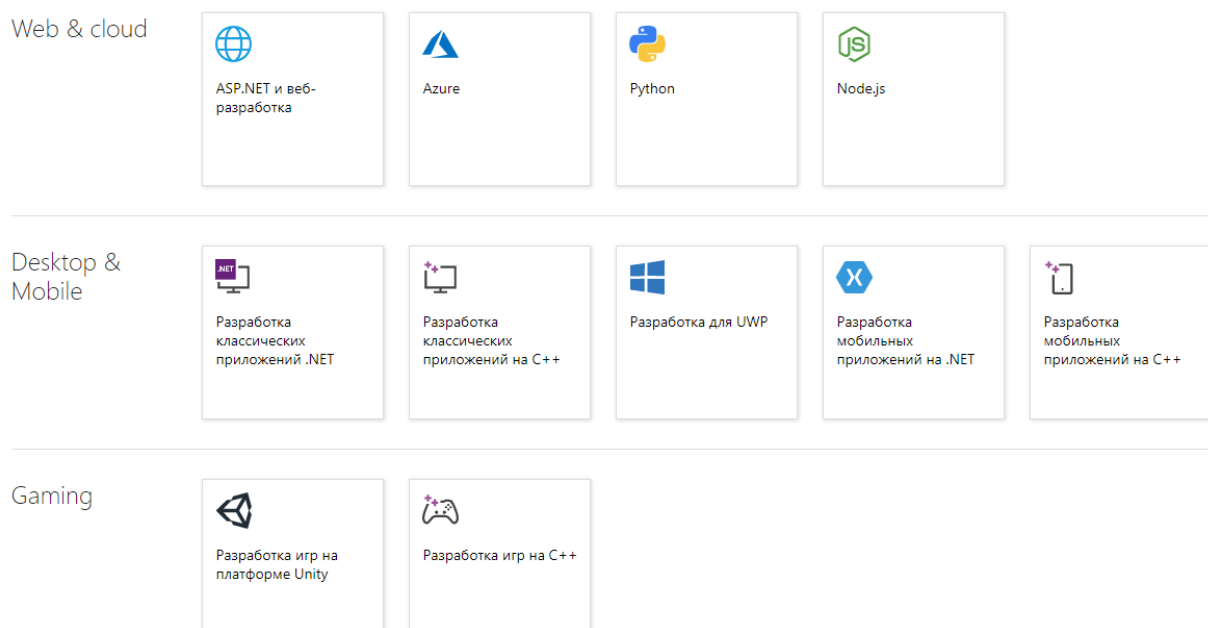 Web & cloud
ASP.NET и веб-
разработка
Azure
Python
JS
Node.js
Desktop &
Mobile
.NET
Разработка
классических
приложений .NET
Разработка
классических
приложений на C++
Разработка для UWP
Разработка
мобильных
приложений на .NET
Разработка
мобильных
приложений на C++
Gaming
Разработка игр на
платформе Unity
Разработка игр на C++